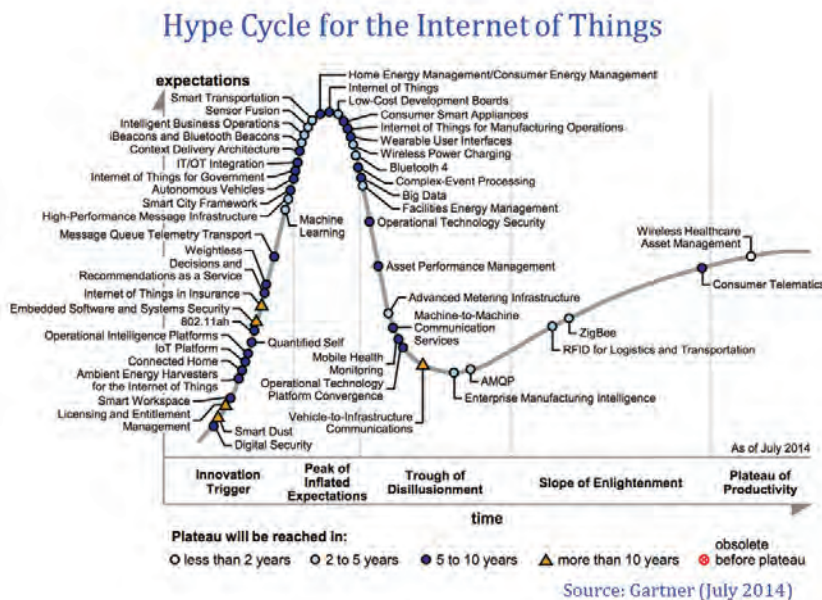 Hype Cycle for the Internet of Things
expectations
Home Energy Management/Consumer Energy Management
Internet of Things
Low-Cost Development Boards
Consumer Smart Appliances
Internet of Things for Manufacturing Operations
Wearable User Interfaces
Wireless Power Charging
Bluetooth 4
Complex-Event Processing
Big Data
Facilities Energy Management
Operational Technology Security
Asset Performance Management
Smart Transportation
Sensor Fusion
Intelligent Business Operations
iBeacons and Bluetooth Beacons
Context Delivery Architecture
IT/OT Integration
Internet of Things for Government
Autonomous Vehicles
Smart City Framework
High-Performance Message Infrastructure
Machine
Learning
Message Queue Telemetry Transport
Weightless
Decisions and
Recommendations as a Service
Internet of Things in Insurance
Embedded Software and Systems Security
802.11ah
Operational Intelligence Platforms
Quantified Self
IoT Platform
Connected Home
Ambient Energy Harvesters
for the Internet of Things
Smart Workspace
Licensing and Entitlement
Management
Smart Dust
Digital Security
Advanced Metering Infrastructure
Machine-to-Machine
Communication
Services
Mobile Health
Monitoring
Operational Technology
Platform Convergence
Vehicle-to-Infrastructure
Communications
AMQP
Enterprise Manufacturing Intelligence
ZigBee
RFID for Logistics and Transportation
Wireless Healthcare
Asset Management
Consumer Telematics
As of July 2014
Innovation
Trigger
Peak of
Inflated
Expectations
Trough of
Disillusionment
Slope of Enlightenment
Plateau of
Productivity
time
Plateau will be reached in:
less than 2 years
2 to 5 years
5 to 10 years
more than 10 years
obsolete
before plateau
Source: Gartner (July 2014)